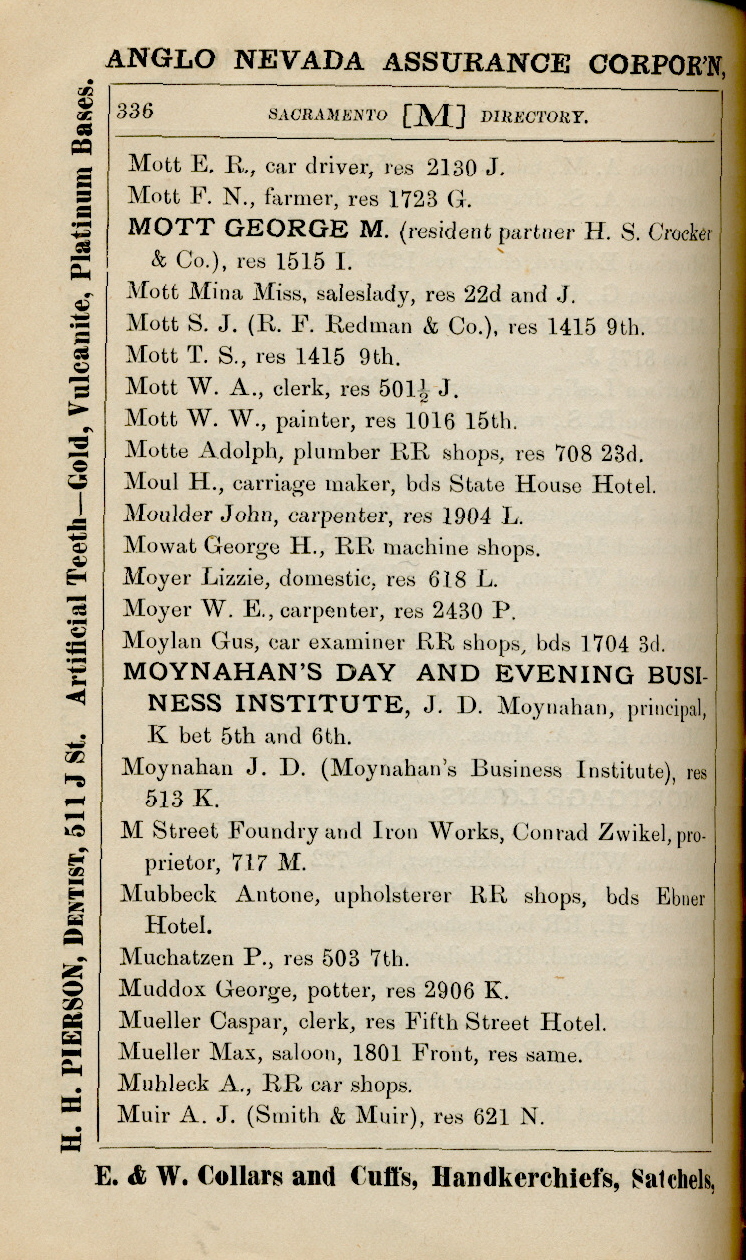 ANGLO NEVADA ASSURANCE CORPOR'N,
336 SACRAMENTO [M] DIRECTORY.
Mott E. R., car driver, res 2130 J.
Mott F. N., farmer, res 1723 G.
MOTT GEORGE M. (resident partner H. S. Crocker
& Co.), res 1515 I.
Mott Mina Miss, saleslady, res 22d and J.
Mott S. J. (R. F. Redman & Co.), res 1415 9th.
Mott T. S., res 1415 9th.
Mott W. A., clerk, res 501½ J.
Mott W. W., painter, res 1016 15th.
Motte Adolph, plumber RR shops, res 708 23d.
Moul H., carriage maker, bds State House Hotel.
Moulder John, carpenter, res 1904 L.
Mowat George H., RR machine shops.
Moyer Lizzie, domestic, res 618 L.
Moyer W. E., carpenter, res 2430 P.
Moylan Gus, car examiner RR shops, bds 1704 3d.
MOYNAHAN'S DAY AND EVENING BUSI-
NESS INSTITUTE, J. D. Moynahan, principal,
K bet 5th and 6th.
Moynahan J. D. (Moynahan's Business Institute), res
513 K.
M Street Foundry and Iron Works, Conrad Zwikel, pro-
prietor, 717 M.
Mubbeck Antone, upholsterer RR shops, bds Ebner
Hotel.
Muchatzen P., res 503 7th.
Muddox George, potter, res 2906 K.
Mueller Caspar, clerk, res Fifth Street Hotel.
Mueller Max, saloon, 1801 Front, res same.
Muhleck A., RR car shops.
Muir A. J. (Smith & Muir), res 621 N.
E. & W. Collars and Cuffs, Handkerchiefs, Satchels,
H. H. PIERSON, DENTIST, 511 J St. Artificial Teeth—Gold, Vulcanite, Platinum Bases.